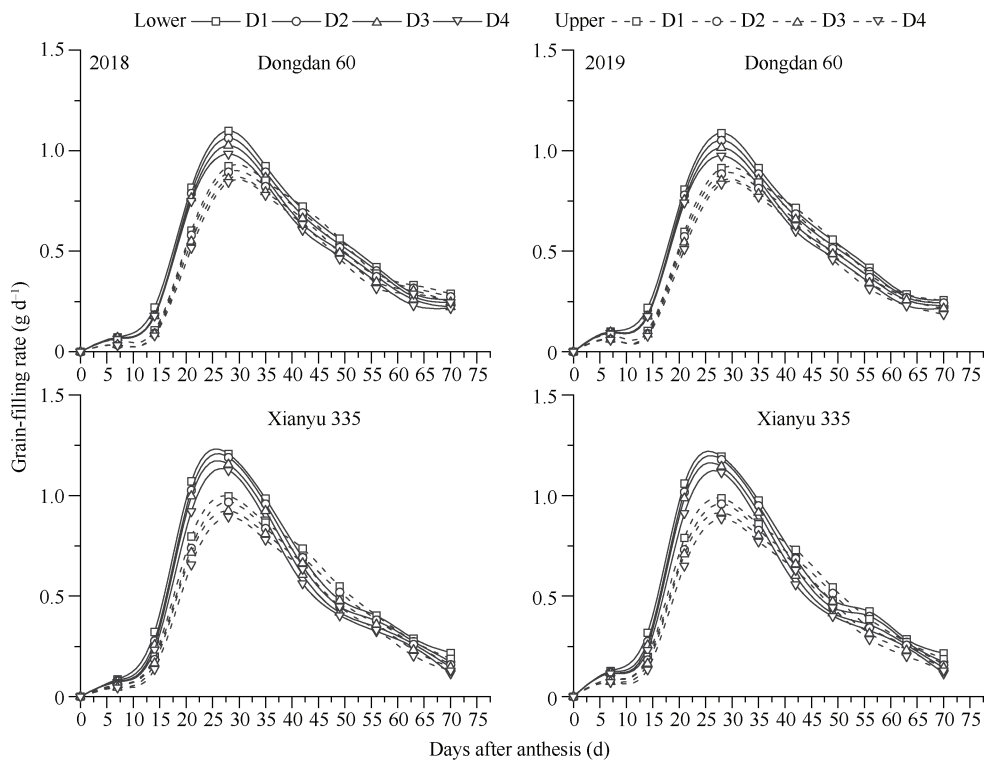 Lower D1 D2 D3 D4 Upper D1 D2 D3 D4
2018 Dongdan 60
1.5
1.0
0.5
0
0 5 10 15 20 25 30 35 40 45 50 55 60 65 70 75
2019 Dongdan 60
1.5
1.0
0.5
0
0 5 10 15 21 25 30 35 40 45 49 55 60 65 70 75
Grain-filling rate (g d⁻¹)
Xianyu 335
1.5
1.0
0.5
0
0 5 10 15 20 25 30 35 40 45 49 55 60 65 70 75
Xianyu 335
1.5
1.0
0.5
0
0 5 10 15 21 25 30 35 40 45 49 55 60 65 70 75
Days after anthesis (d)